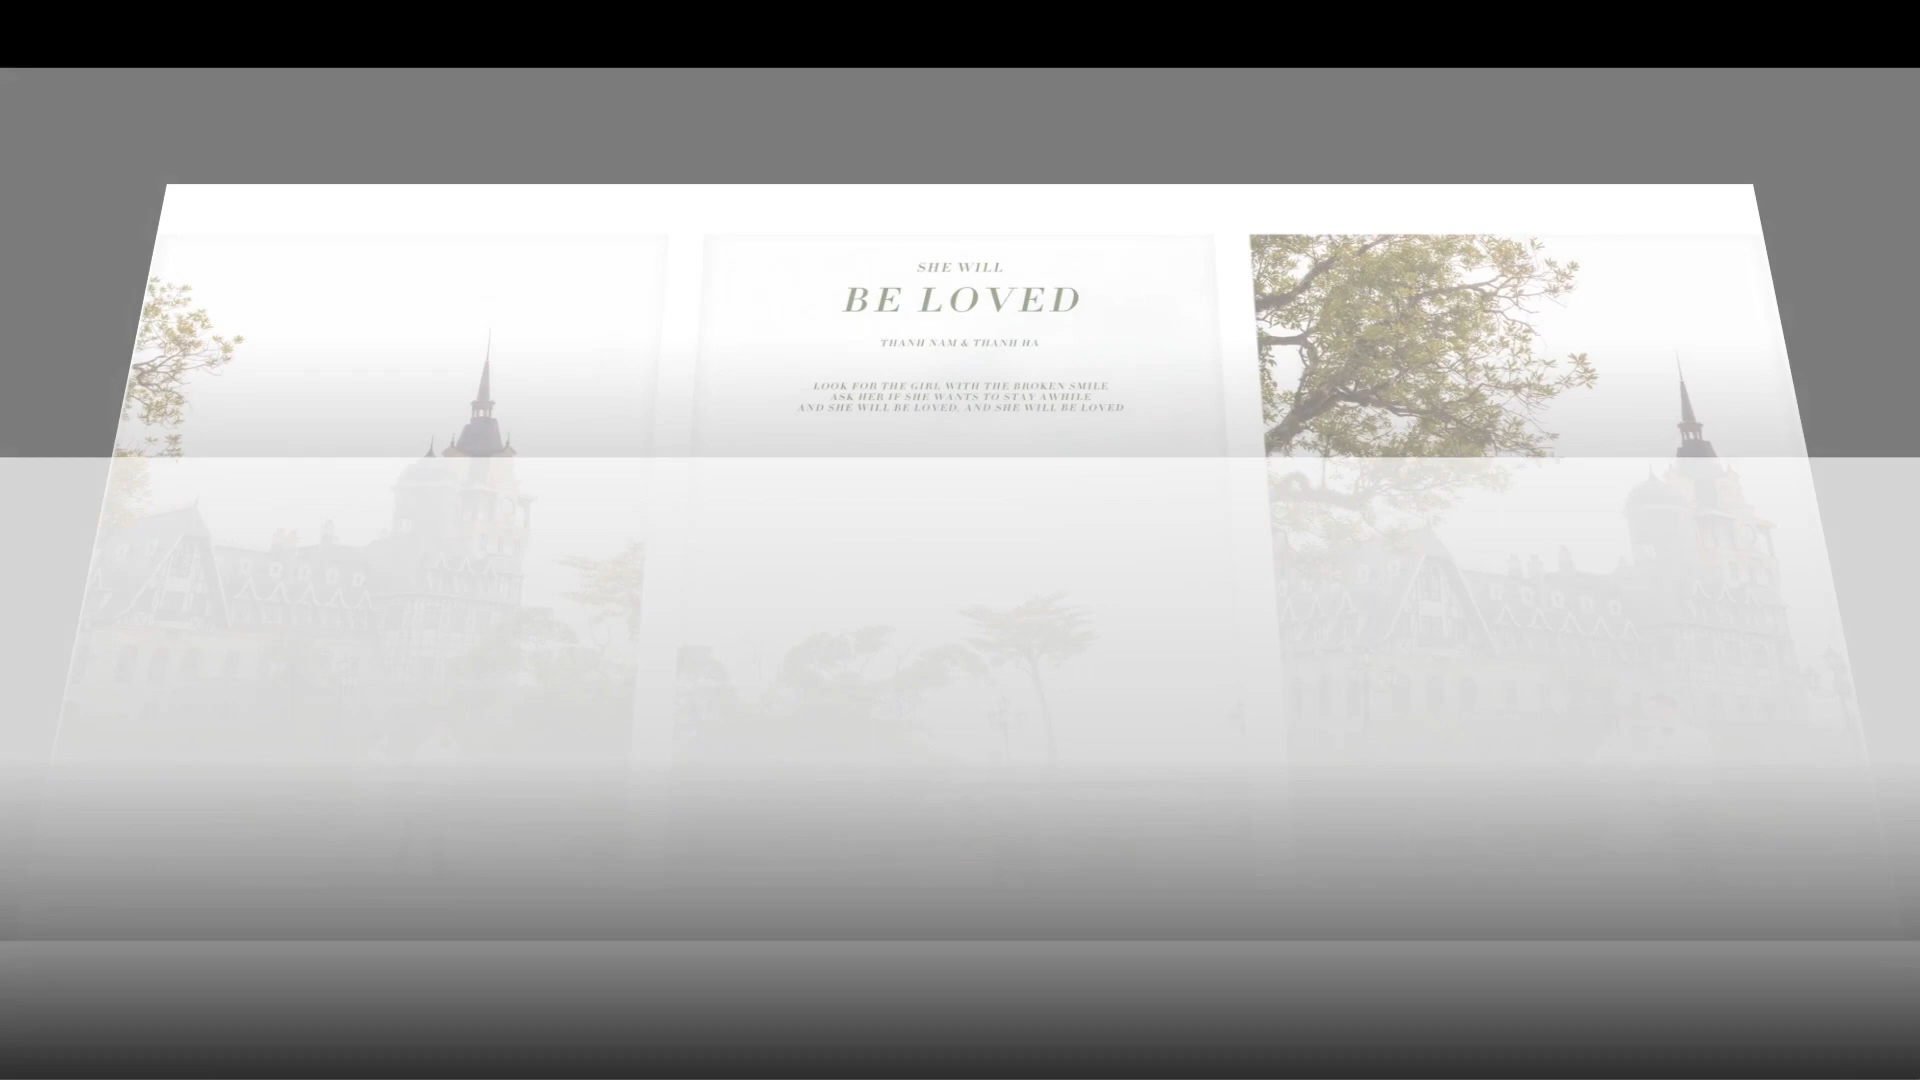 SHE WILL
BE LOVED
THANH NAM & THANH HA
LOOK FOR THE GIRL WITH THE BROKEN SMILE
ASK HER IF SHE WANTS TO STAY AWHILE
AND SHE WILL BE LOVED, AND SHE WILL BE LOVED